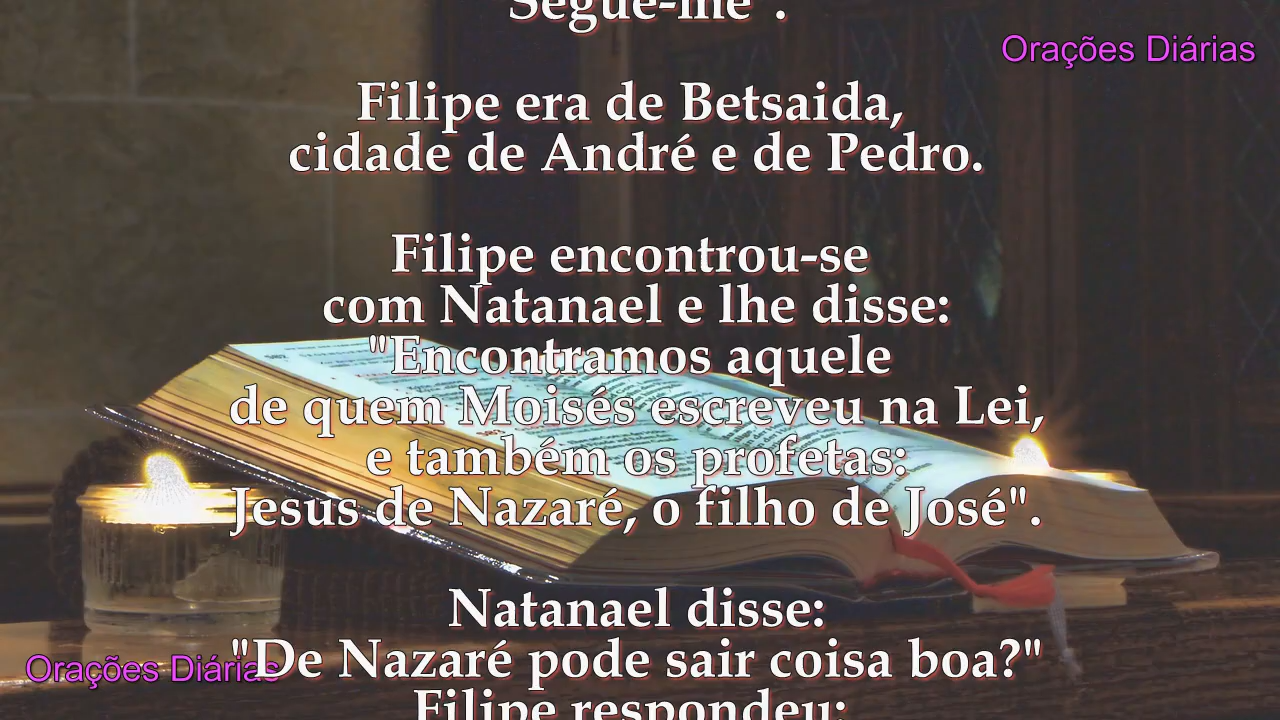 Segue-me".
Orações Diárias
Filipe era de Betsaida,
cidade de André e de Pedro.
Filipe encontrou-se
com Natanael e lhe disse:
"Encontramos aquele
de quem Moisés escreveu na Lei,
e também os profetas:
Jesus de Nazaré, o filho de José".
Natanael disse:
"De Nazaré pode sair coisa boa?"
Orações Diárias
Filipe respondeu: